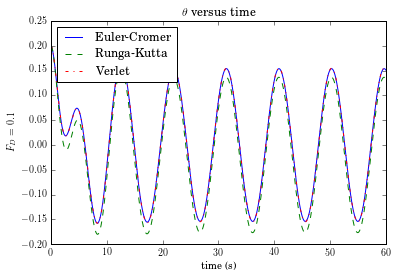 θ versus time
Euler-Cromer
Runga-Kutta
Verlet
F_D = 0.1
0.25
0.20
0.15
0.10
0.05
0.00
−0.05
−0.10
−0.15
−0.20
0 10 20 30 40 50 60
time (s)